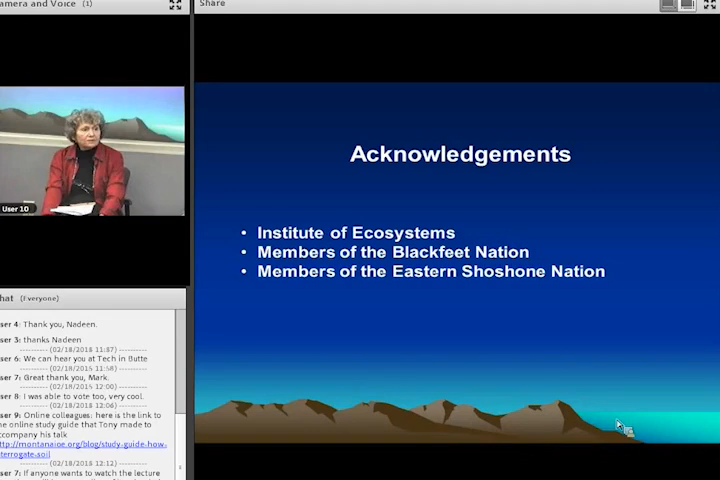 amera and Voice (1)
Share
User 10
Acknowledgements
• Institute of Ecosystems
• Members of the Blackfeet Nation
• Members of the Eastern Shoshone Nation
hat (Everyone)
ser 4: Thank you, Nadeen.
ser 3: thanks Nadeen
---------- (02/18/2018 11:37) ----------
ser 6: We can hear you at Tech in Butte
---------- (02/18/2015 11:58) ----------
ser 7: Great thank you, Mark.
---------- (02/18/2015 12:00) ----------
ser 8: I was able to vote too, very cool.
---------- (02/18/2018 12:06) ----------
ser 9: Online colleagues: here is the link to
he online study guide that Tony made to
ccompany his talk
http://montanaioe.org/blog/study-guide-how-
terrogate-soil
---------- (02/18/2018 12:12) ----------
ser 7: If anyone wants to watch the lecture